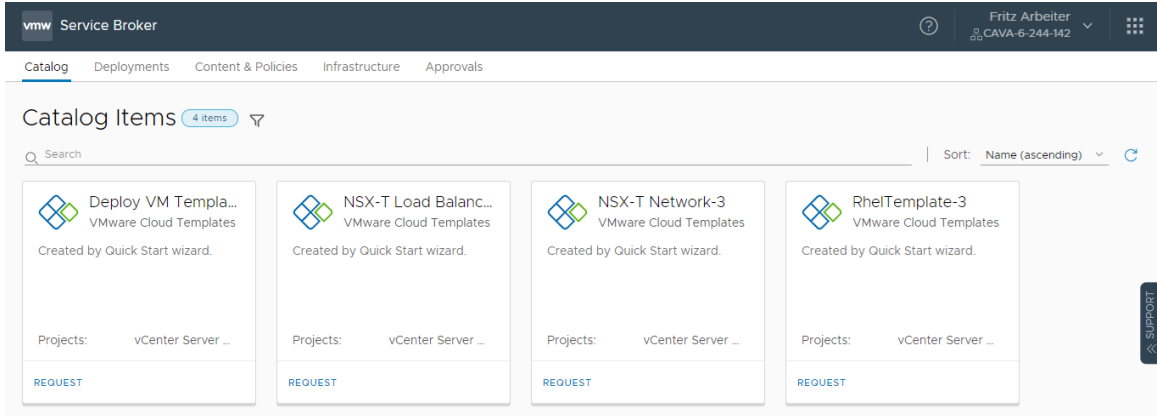 vmw Service Broker
Fritz Arbeiter
CAVA-6-244-142
Catalog Deployments Content & Policies Infrastructure Approvals
Catalog Items 4 items
Search
Sort: Name (ascending)
Deploy VM Templa...
VMware Cloud Templates
Created by Quick Start wizard.
Projects: vCenter Server ...
REQUEST
NSX-T Load Balanc...
VMware Cloud Templates
Created by Quick Start wizard.
Projects: vCenter Server ...
REQUEST
NSX-T Network-3
VMware Cloud Templates
Created by Quick Start wizard.
Projects: vCenter Server ...
REQUEST
RhelTemplate-3
VMware Cloud Templates
Created by Quick Start wizard.
Projects: vCenter Server ...
REQUEST
SUPPORT